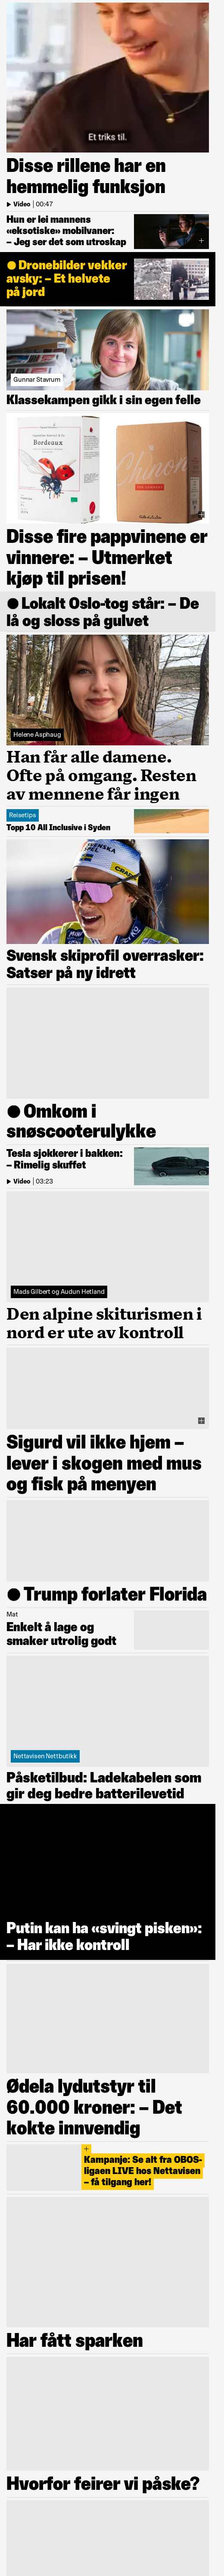 Et triks til.
Disse rillene har en
hemmelig funksjon
Video | 00:47
Hun er lei mannens
«eksotiske» mobilvaner:
– Jeg ser det som utroskap
Dronebilder vekker
avsky: – Et helvete
på jord
Gunnar Stavrum
Klassekampen gikk i sin egen felle
Bordeaux
Chinon
Disse fire pappvinene er
vinnere: – Utmerket
kjøp til prisen!
Lokalt Oslo-tog står: – De
lå og sloss på gulvet
Helene Asphaug
Han får alle damene.
Ofte på omgang. Resten
av mennene får ingen
Reisetips
Topp 10 All Inclusive i Syden
Svensk skiprofil overrasker:
Satser på ny idrett
Omkom i
snøscooterulykke
Tesla sjokkerer i bakken:
– Rimelig skuffet
Video | 03:23
Mads Gilbert og Audun Hetland
Den alpine skiturismen i
nord er ute av kontroll
Sigurd vil ikke hjem –
lever i skogen med mus
og fisk på menyen
Trump forlater Florida
Mat
Enkelt å lage og
smaker utrolig godt
Nettavisen Nettbutikk
Påsketilbud: Ladekabelen som
gir deg bedre batterilevetid
Putin kan ha «svingt pisken»:
– Har ikke kontroll
Ødela lydutstyr til
60.000 kroner: – Det
kokte innvendig
+
Kampanje: Se alt fra OBOS-
ligaen LIVE hos Nettavisen
– få tilgang her!
Har fått sparken
Hvorfor feirer vi påske?